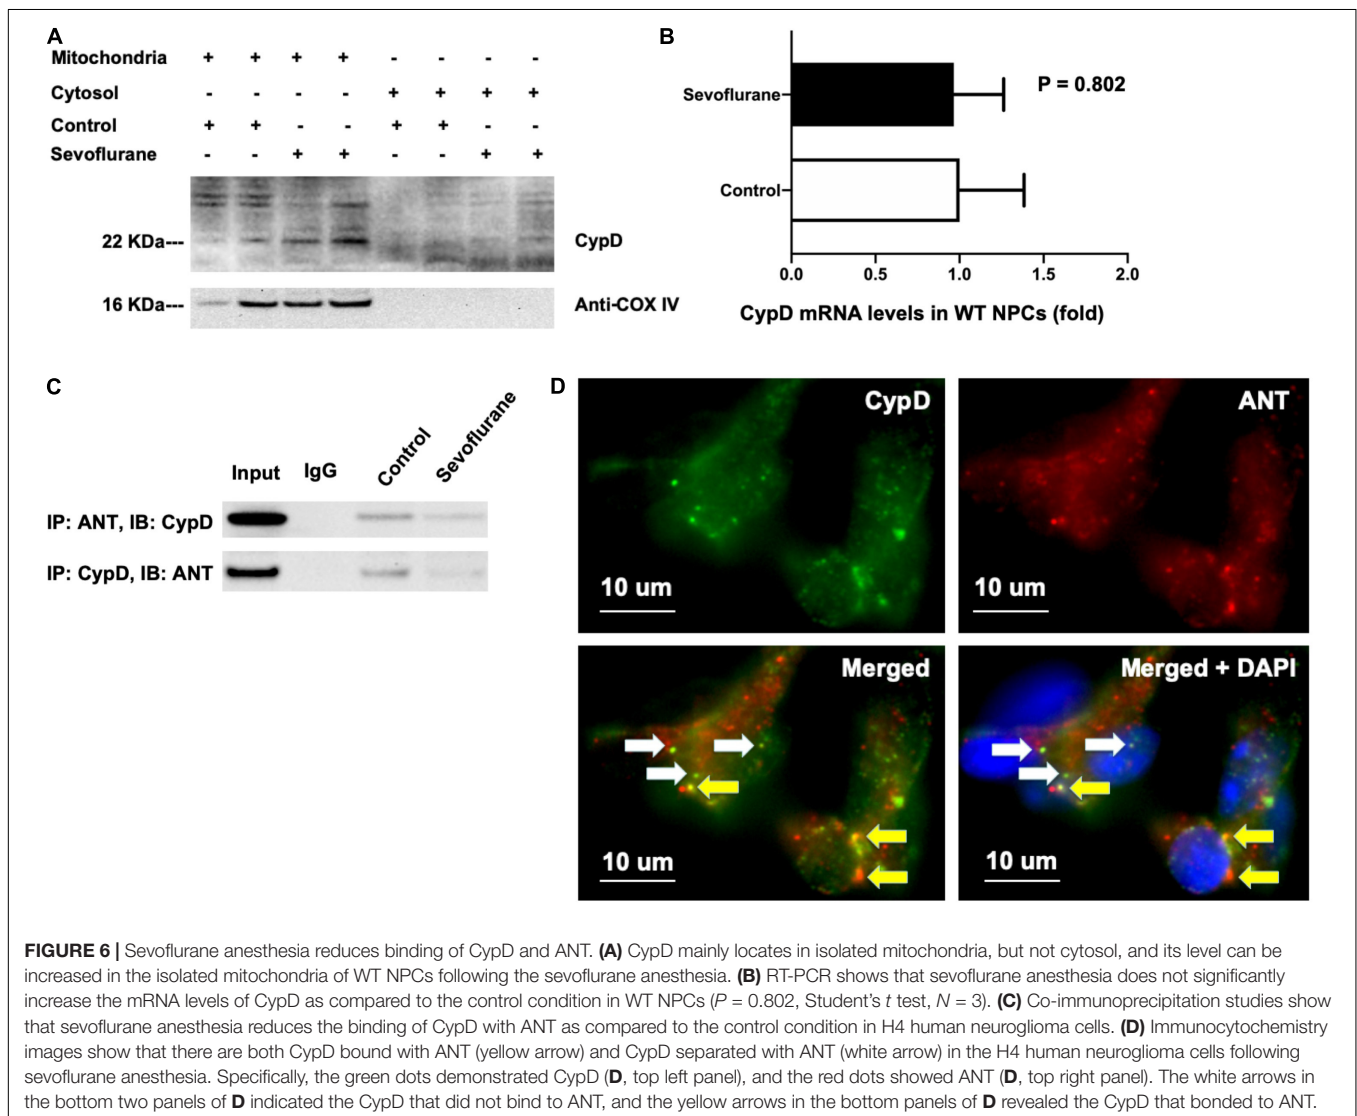 A
Mitochondria + + + + - - - -
Cytosol - - - - + + + +
Control + + - - + + - -
Sevoflurane - - + + - - + +
22 KDa--- CypD
16 KDa--- Anti-COX IV
B
Sevoflurane
P = 0.802
Control
0.0 0.5 1.0 1.5 2.0
CypD mRNA levels in WT NPCs (fold)
C
Input IgG Control Sevoflurane
IP: ANT, IB: CypD
IP: CypD, IB: ANT
D
CypD
10 um
ANT
10 um
Merged
10 um
Merged + DAPI
10 um
FIGURE 6 | Sevoflurane anesthesia reduces binding of CypD and ANT. (A) CypD mainly locates in isolated mitochondria, but not cytosol, and its level can be
increased in the isolated mitochondria of WT NPCs following the sevoflurane anesthesia. (B) RT-PCR shows that sevoflurane anesthesia does not significantly
increase the mRNA levels of CypD as compared to the control condition in WT NPCs (P = 0.802, Student's t test, N = 3). (C) Co-immunoprecipitation studies show
that sevoflurane anesthesia reduces the binding of CypD with ANT as compared to the control condition in H4 human neuroglioma cells. (D) Immunocytochemistry
images show that there are both CypD bound with ANT (yellow arrow) and CypD separated with ANT (white arrow) in the H4 human neuroglioma cells following
sevoflurane anesthesia. Specifically, the green dots demonstrated CypD (D, top left panel), and the red dots showed ANT (D, top right panel). The white arrows in
the bottom two panels of D indicated the CypD that did not bind to ANT, and the yellow arrows in the bottom panels of D revealed the CypD that bonded to ANT.